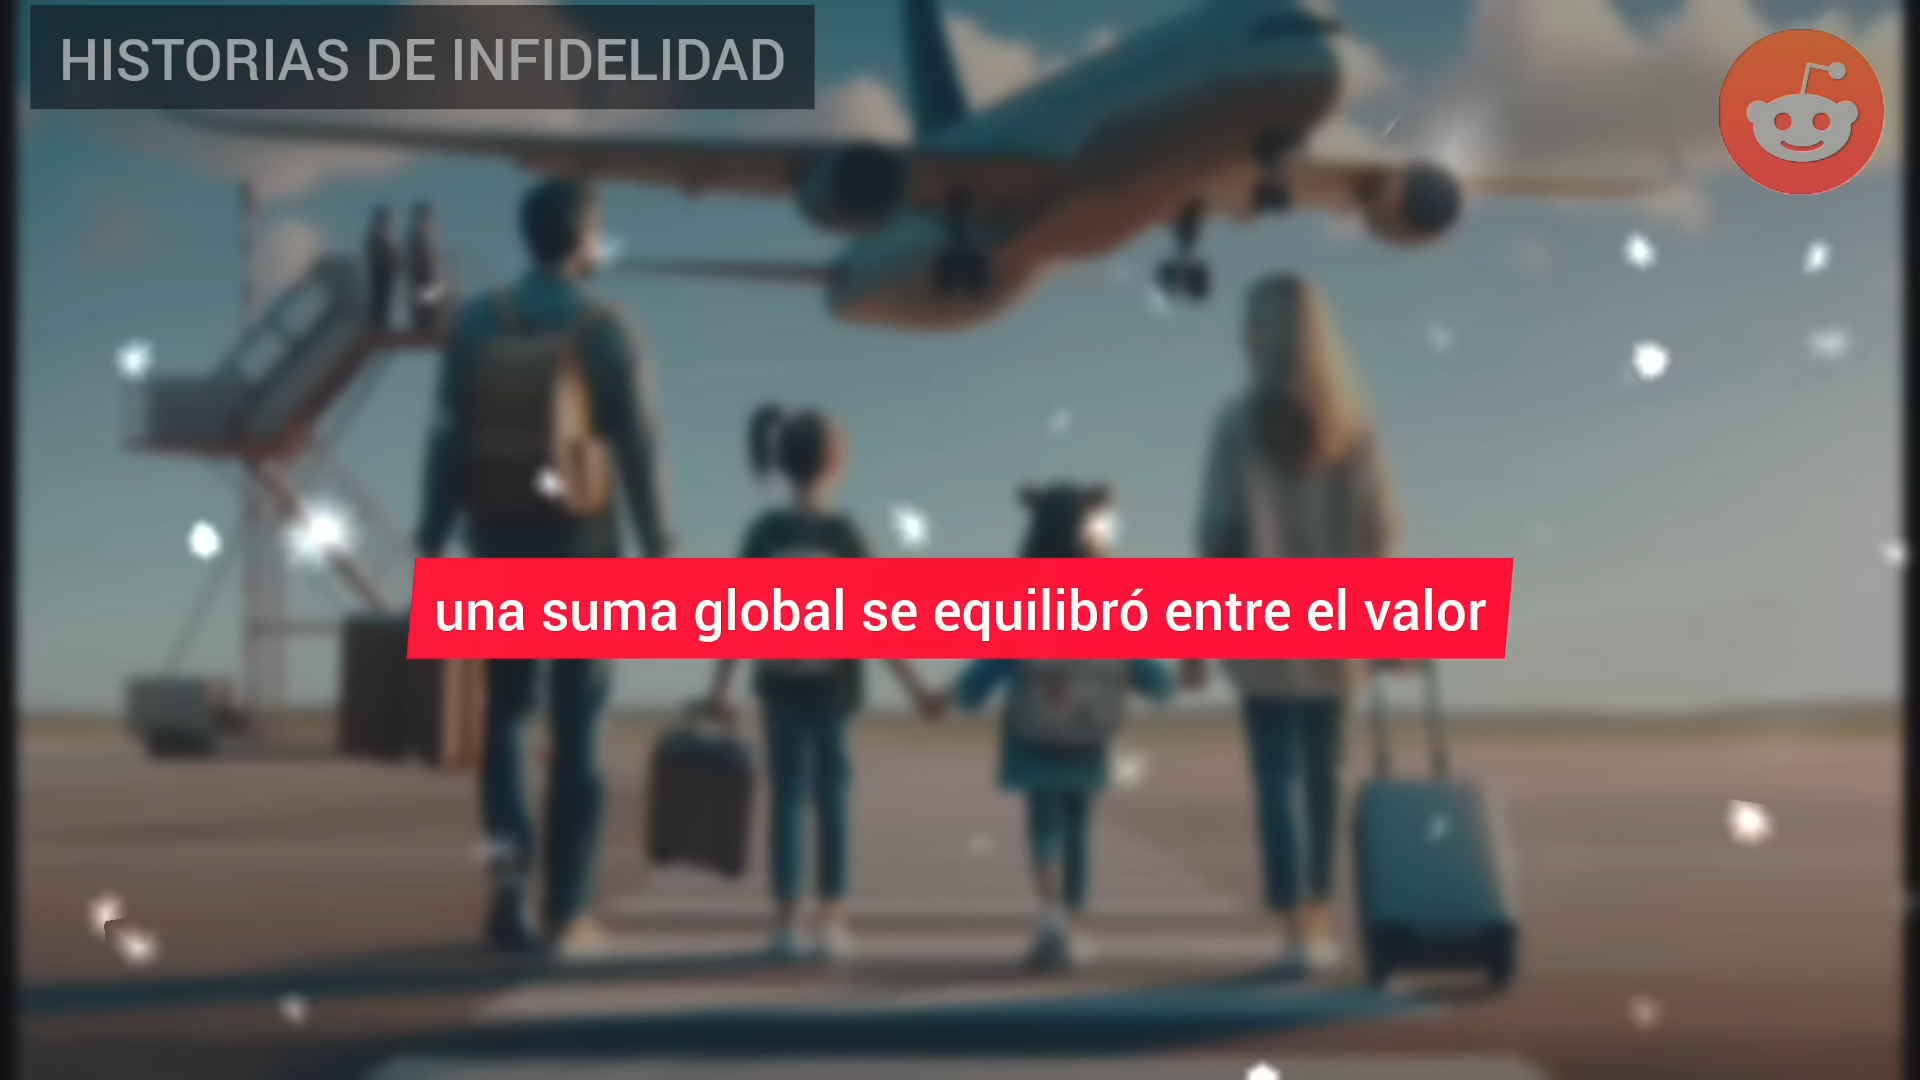 HISTORIAS DE INFIDELIDAD
una suma global se equilibró entre el valor